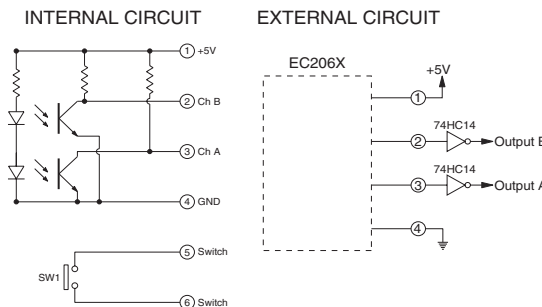 INTERNAL CIRCUIT
1 +5V
2 Ch B
3 Ch A
4 GND
5 Switch
SW1
6 Switch
EXTERNAL CIRCUIT
EC206X
+5V
1
74HC14
2 Output B
74HC14
3 Output A
4